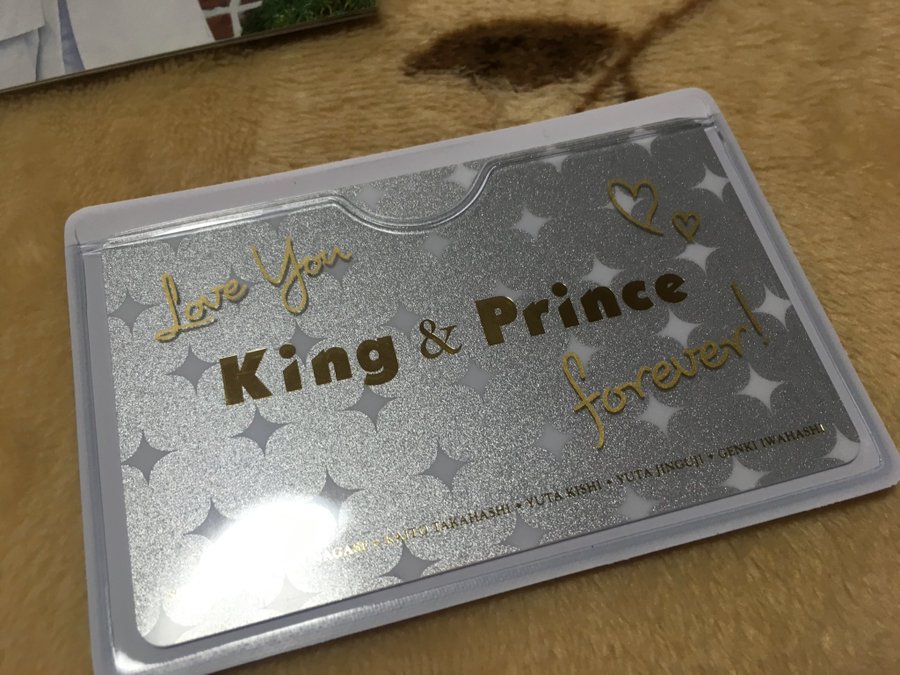 Love You
King & Prince
forever!
KAITO TAKAHASHI • YUTA KISHI • YUTA JINGUJI • GENKI IWAHASHI